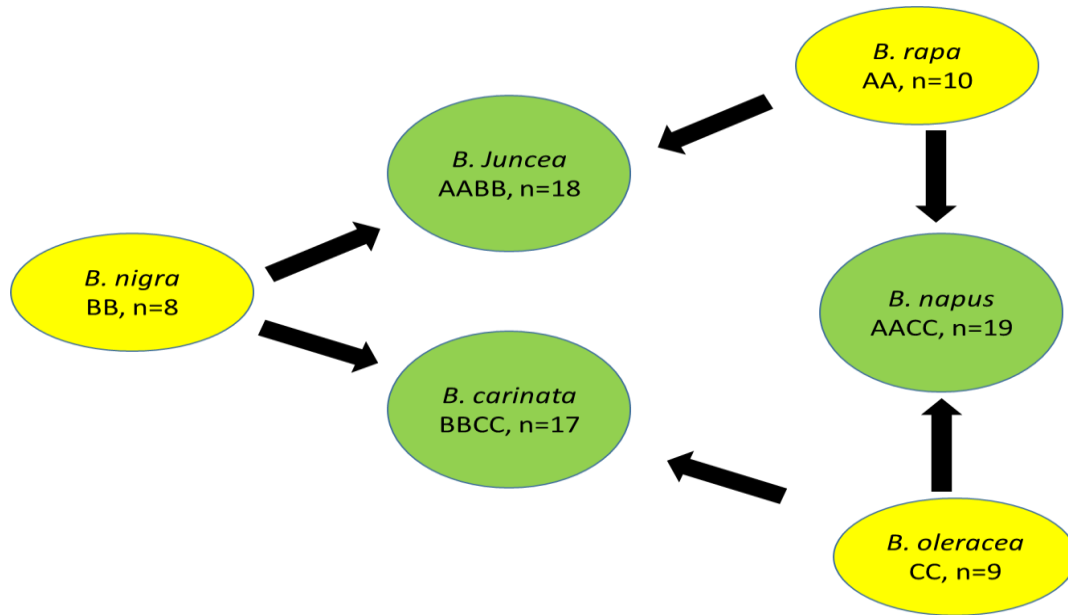 B. rapa
AA, n=10
B. Juncea
AABB, n=18
B. nigra
BB, n=8
B. napus
AACC, n=19
B. carinata
BBCC, n=17
B. oleracea
CC, n=9